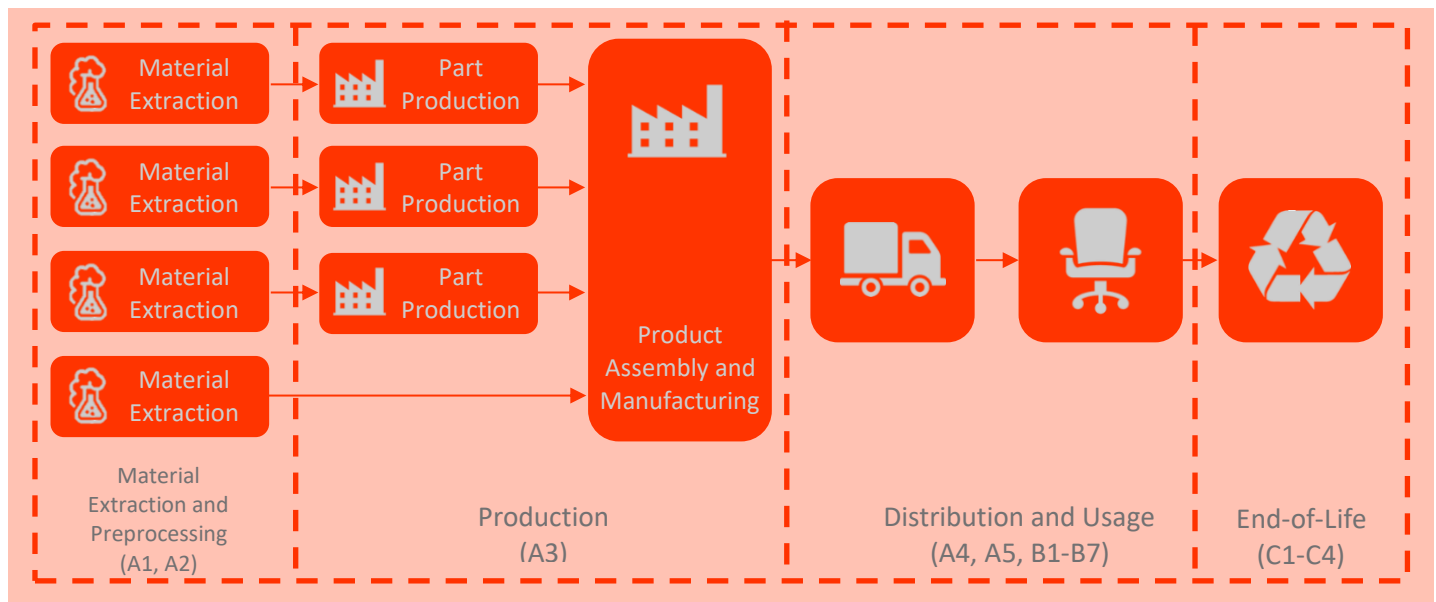 Material
Extraction
Part
Production
Material
Extraction
Part
Production
Material
Extraction
Part
Production
Material
Extraction
Product
Assembly and
Manufacturing
Material
Extraction and
Preprocessing
(A1, A2)
Production
(A3)
Distribution and Usage
(A4, A5, B1-B7)
End-of-Life
(C1-C4)